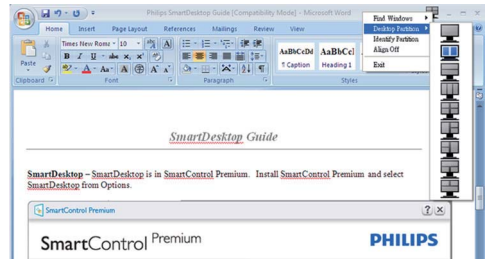 Philips SmartDesktop Guide [Compatibility Mode] - Microsoft Word
Find Windows
Desktop Partition
Identify Partition
Align Off
Exit
Home Insert Page Layout References Mailings Review View
Paste
Times New Roma 10
AaBbCcDd AaBbCcI
¶ Caption Heading 1
Clipboard Font Paragraph Styles
SmartDesktop Guide
SmartDesktop – SmartDesktop is in SmartControl Premium. Install SmartControl Premium and select
SmartDesktop from Options.
SmartControl Premium
SmartControl Premium PHILIPS